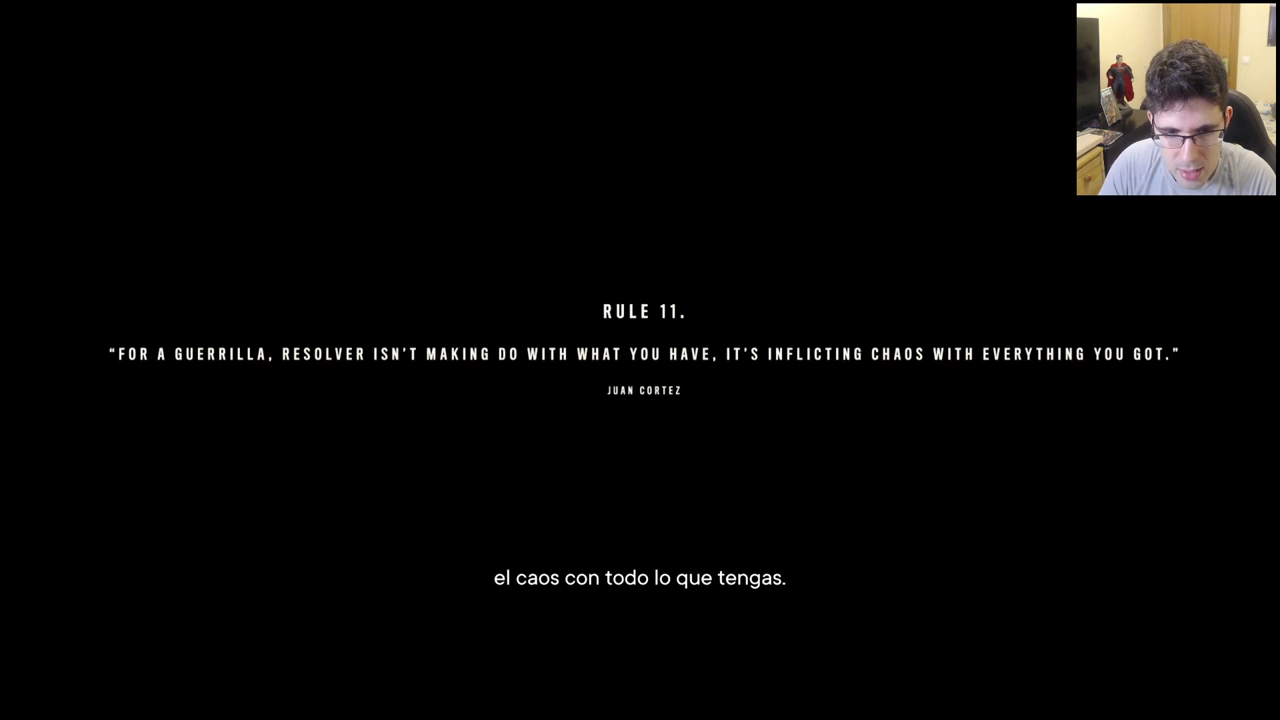 RULE 11.
“FOR A GUERRILLA, RESOLVER ISN’T MAKING DO WITH WHAT YOU HAVE, IT’S INFLICTING CHAOS WITH EVERYTHING YOU GOT.”
JUAN CORTEZ
el caos con todo lo que tengas.